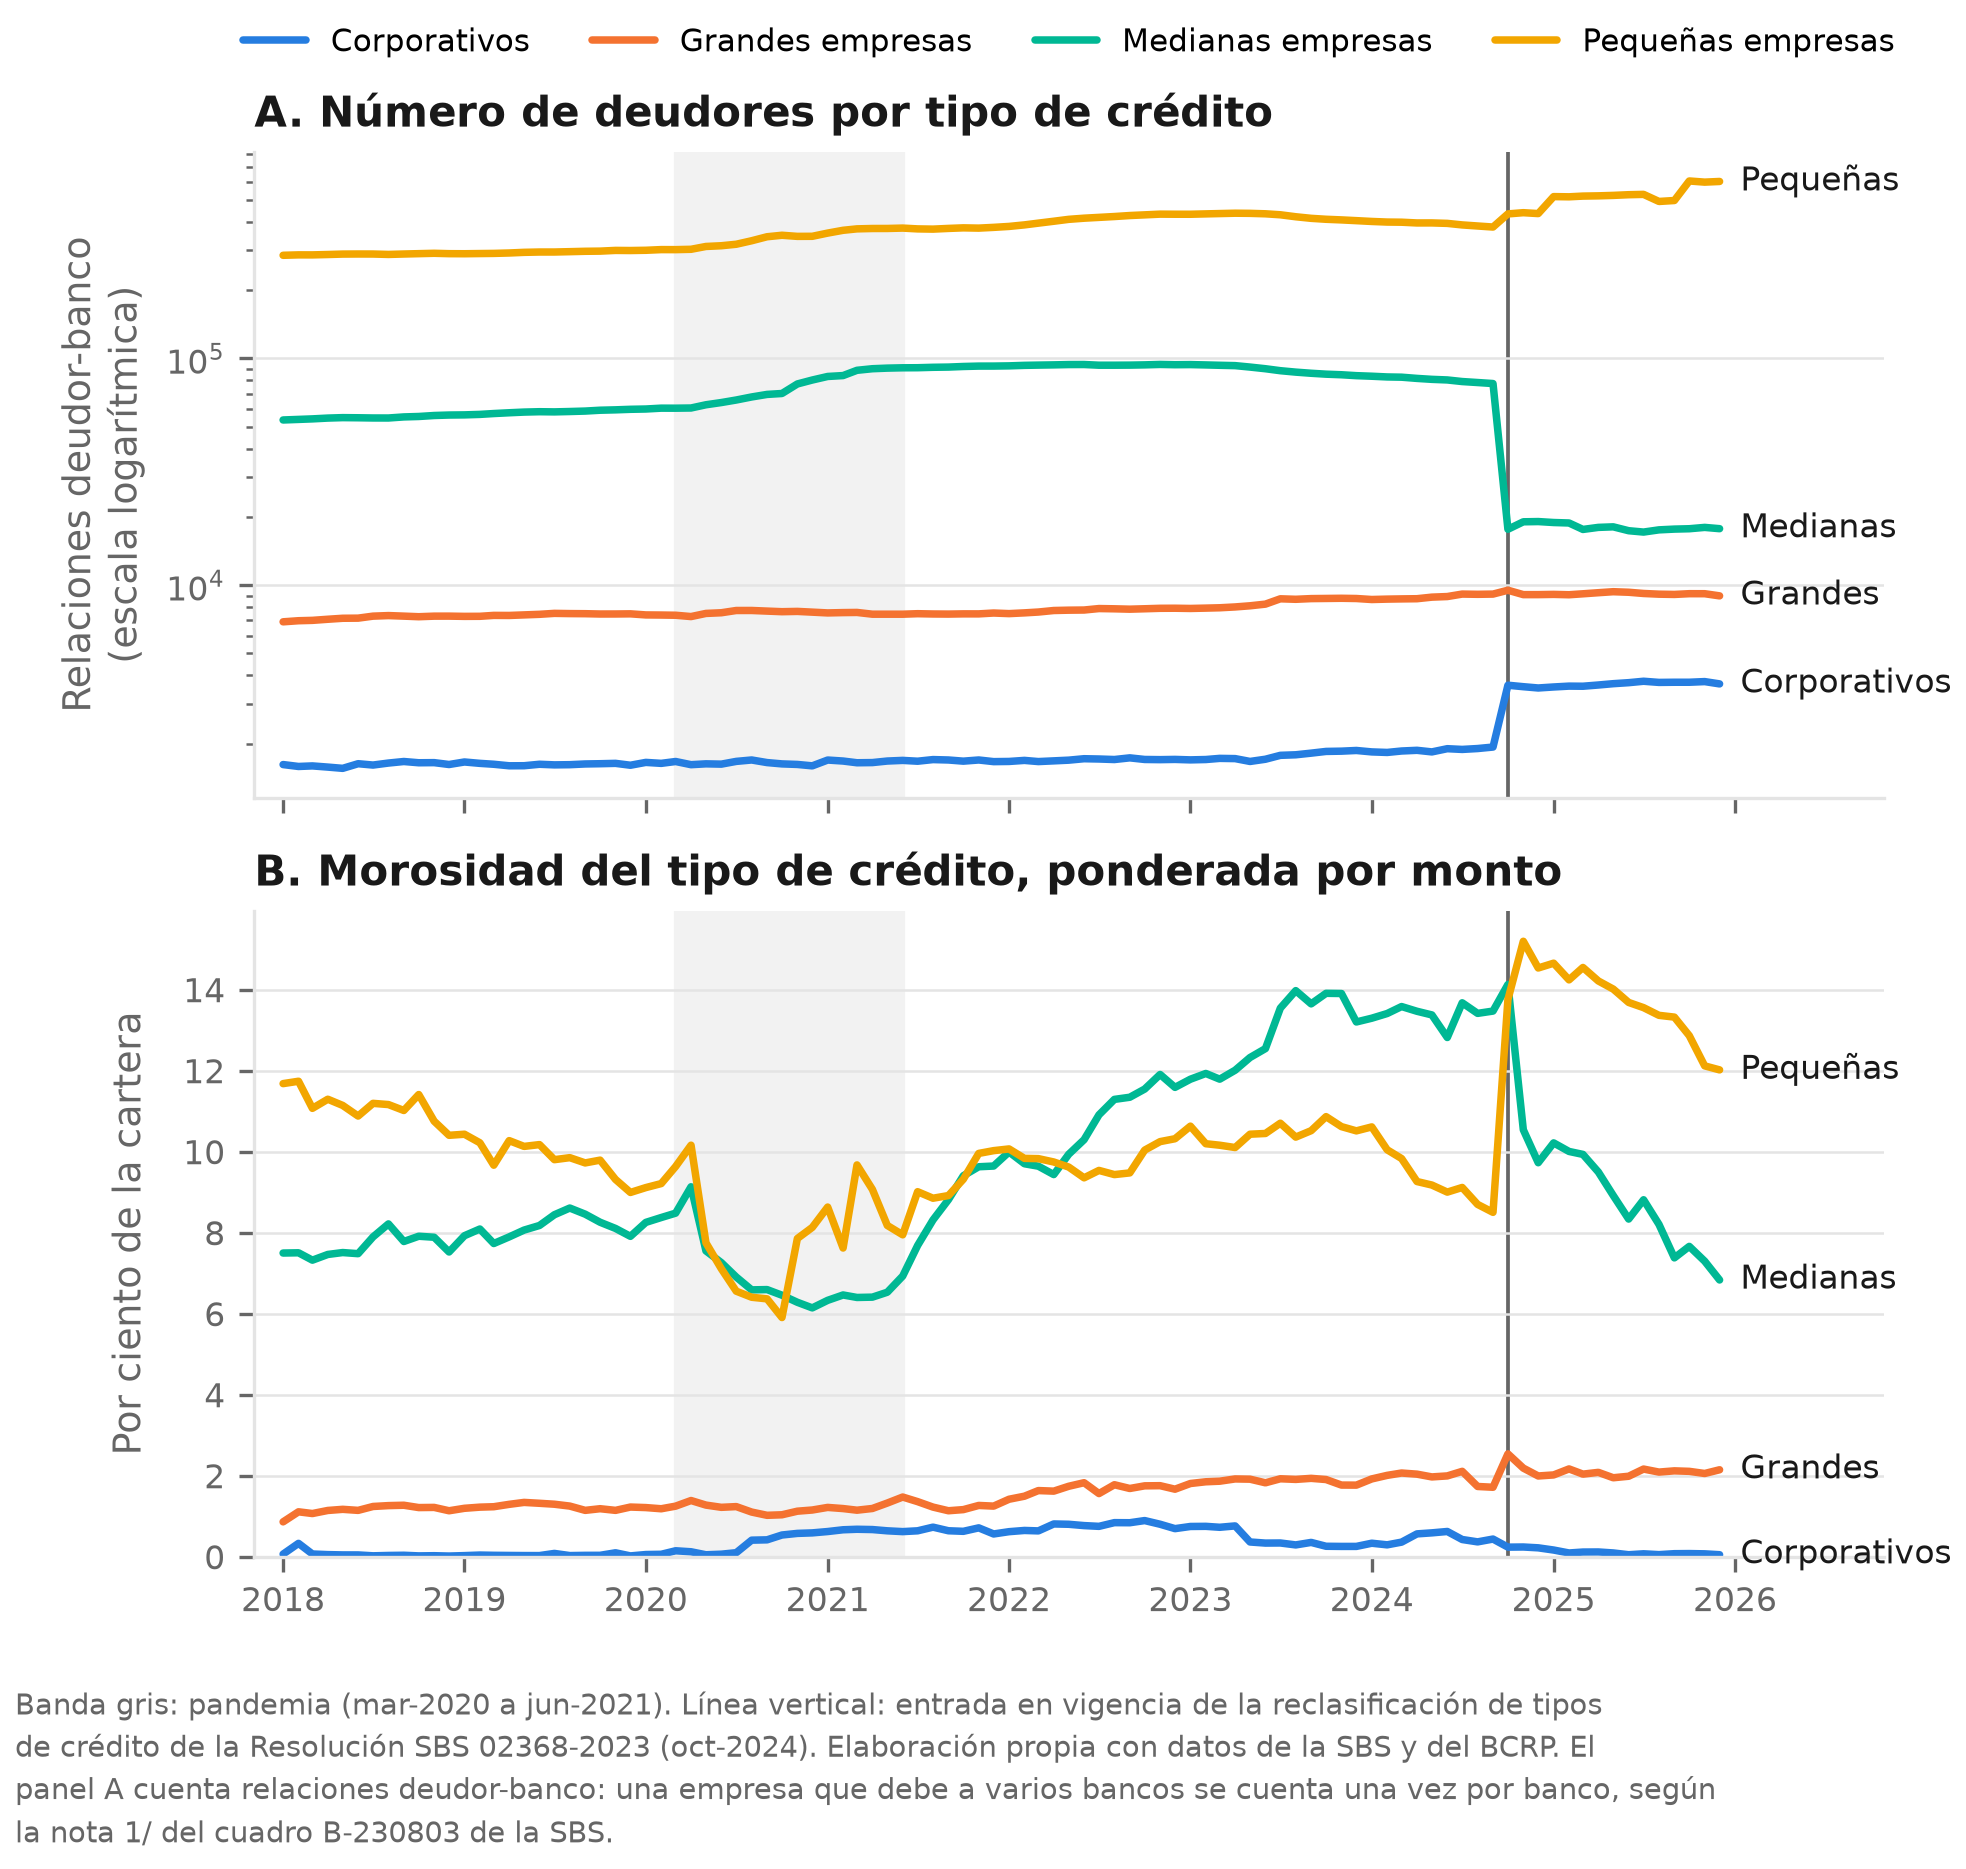 Corporativos
Grandes empresas
Medianas empresas
Pequeñas empresas
A. Número de deudores por tipo de crédito
Relaciones deudor-banco
(escala logarítmica)
10⁵
10⁴
Pequeñas
Medianas
Grandes
Corporativos
B. Morosidad del tipo de crédito, ponderada por monto
Por ciento de la cartera
14
12
10
8
6
4
2
0
Pequeñas
Medianas
Grandes
Corporativos
2018
2019
2020
2021
2022
2023
2024
2025
2026
Banda gris: pandemia (mar-2020 a jun-2021). Línea vertical: entrada en vigencia de la reclasificación de tipos
de crédito de la Resolución SBS 02368-2023 (oct-2024). Elaboración propia con datos de la SBS y del BCRP. El
panel A cuenta relaciones deudor-banco: una empresa que debe a varios bancos se cuenta una vez por banco, según
la nota 1/ del cuadro B-230803 de la SBS.